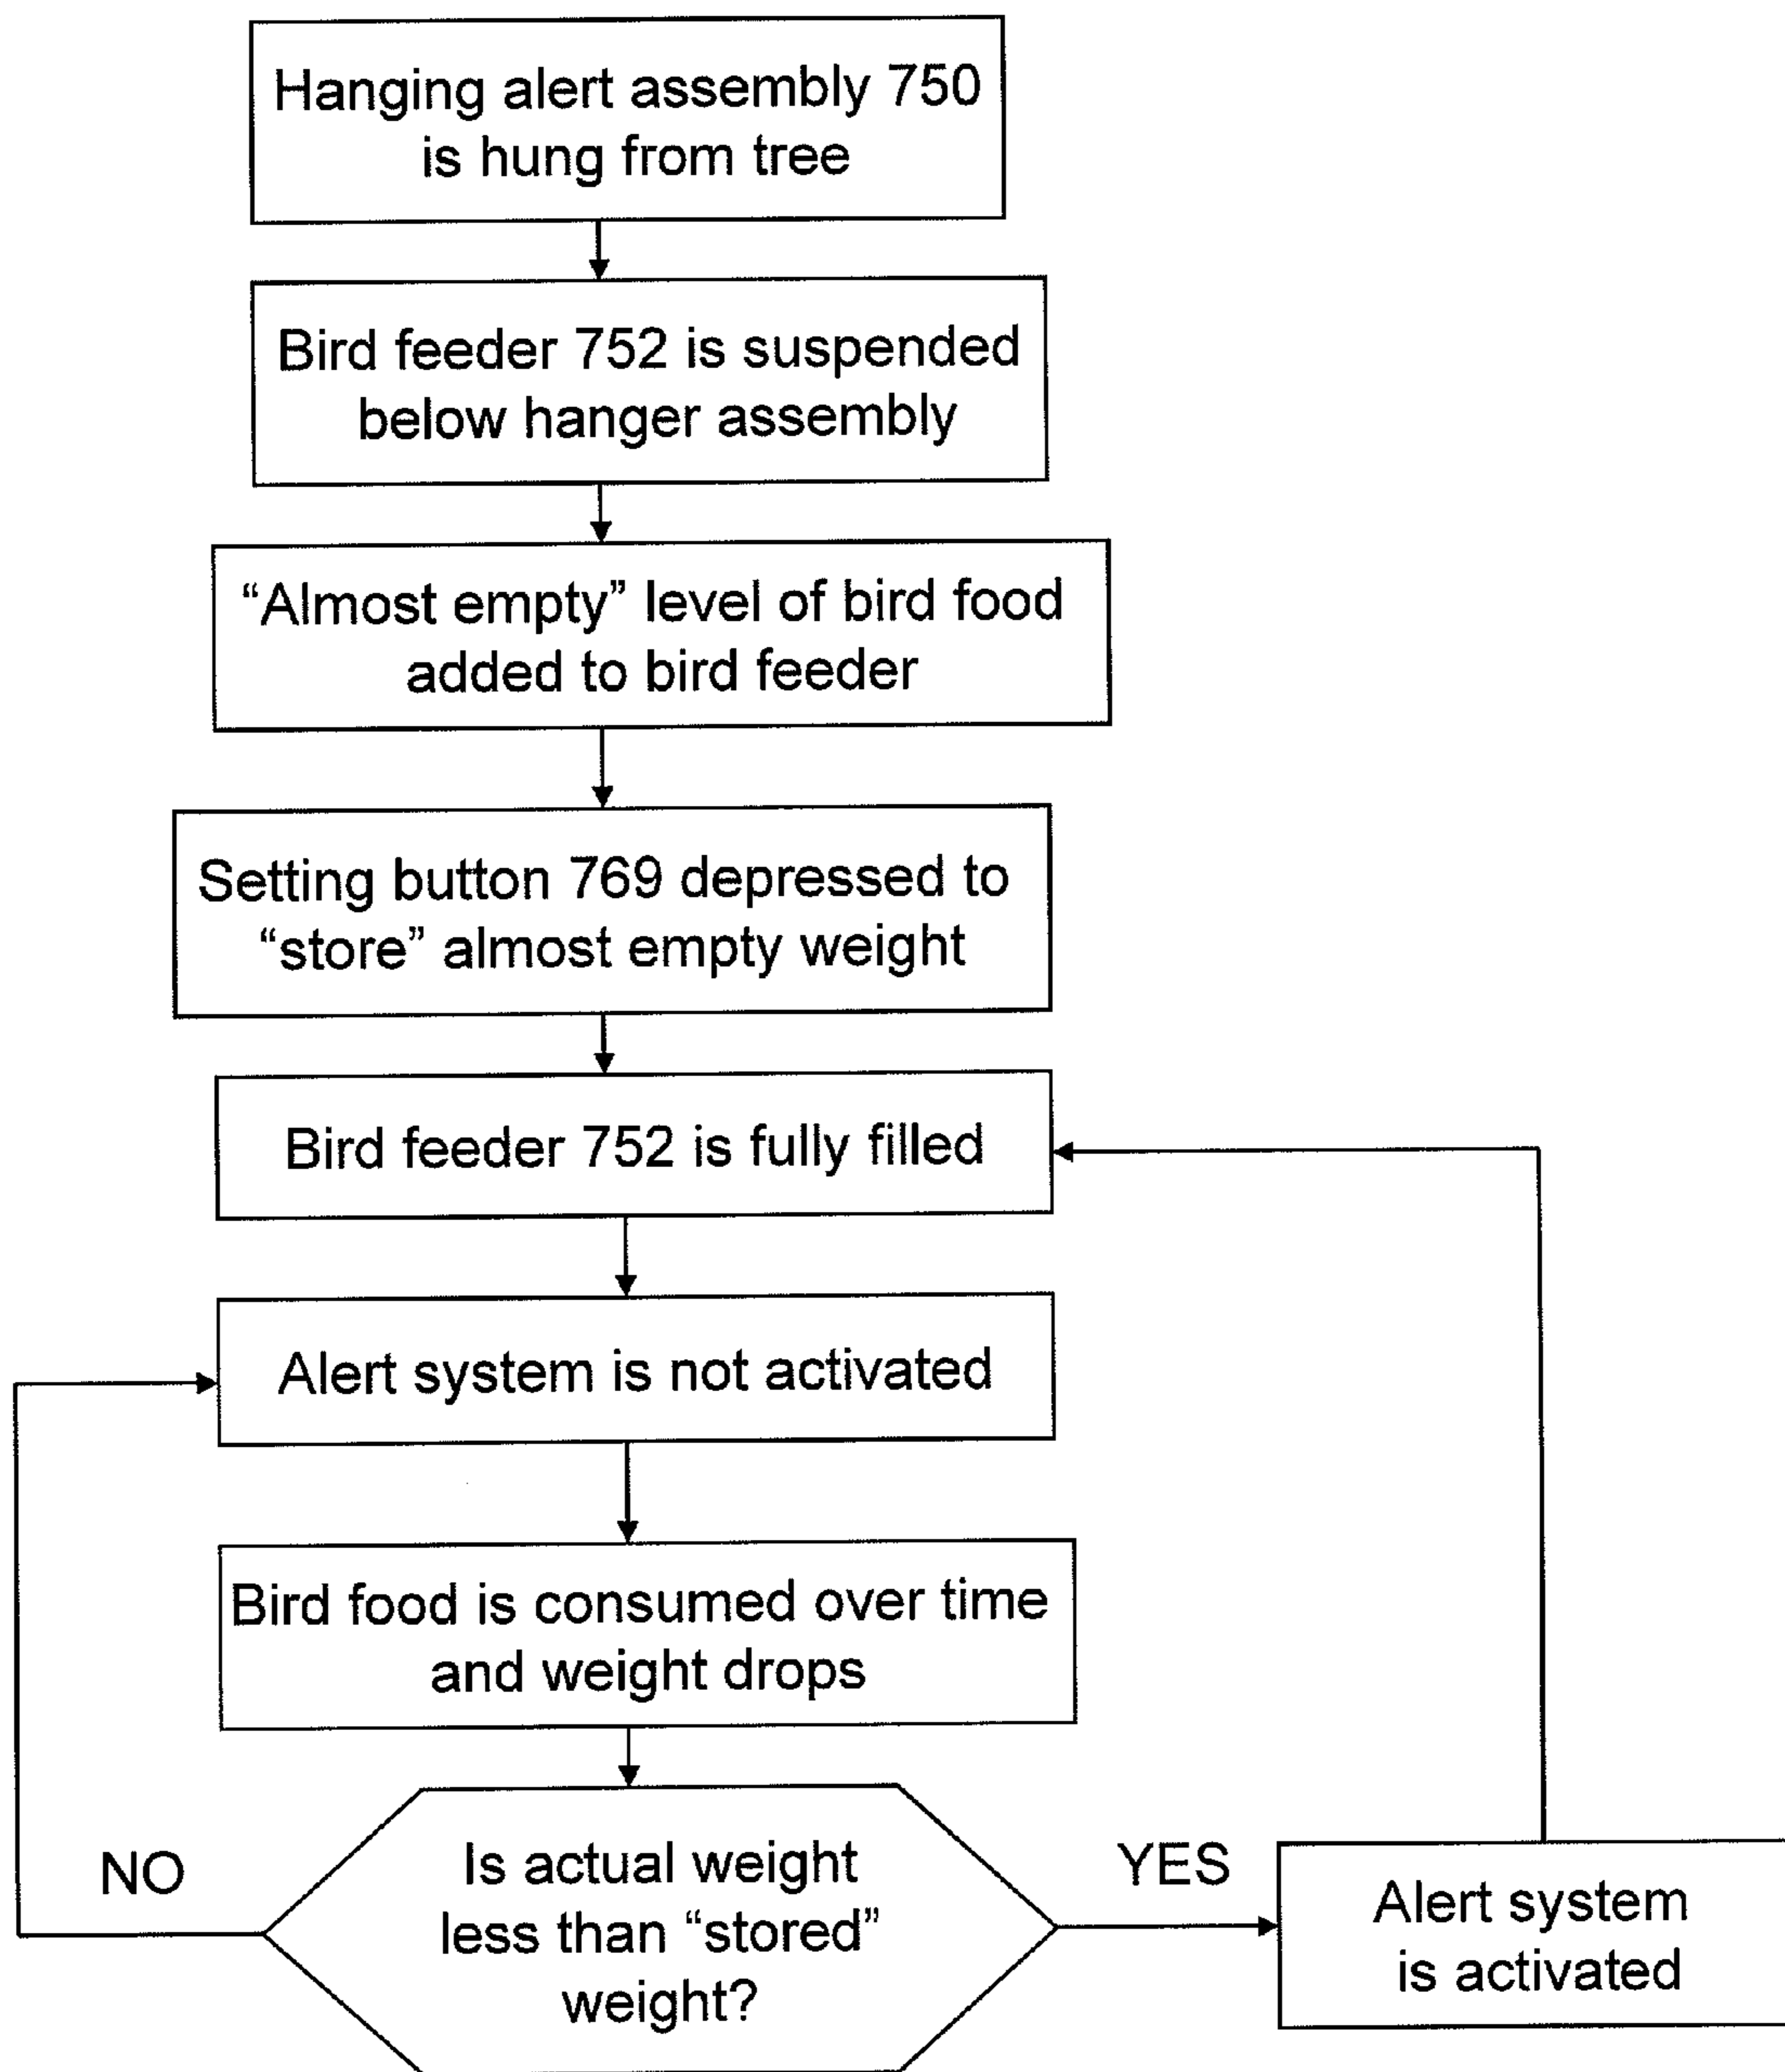 Hanging alert assembly 750
is hung from tree
Bird feeder 752 is suspended
below hanger assembly
“Almost empty” level of bird food
added to bird feeder
Setting button 769 depressed to
“store” almost empty weight
Bird feeder 752 is fully filled
Alert system is not activated
Bird food is consumed over time
and weight drops
NO
Is actual weight
less than “stored”
weight?
YES
Alert system
is activated